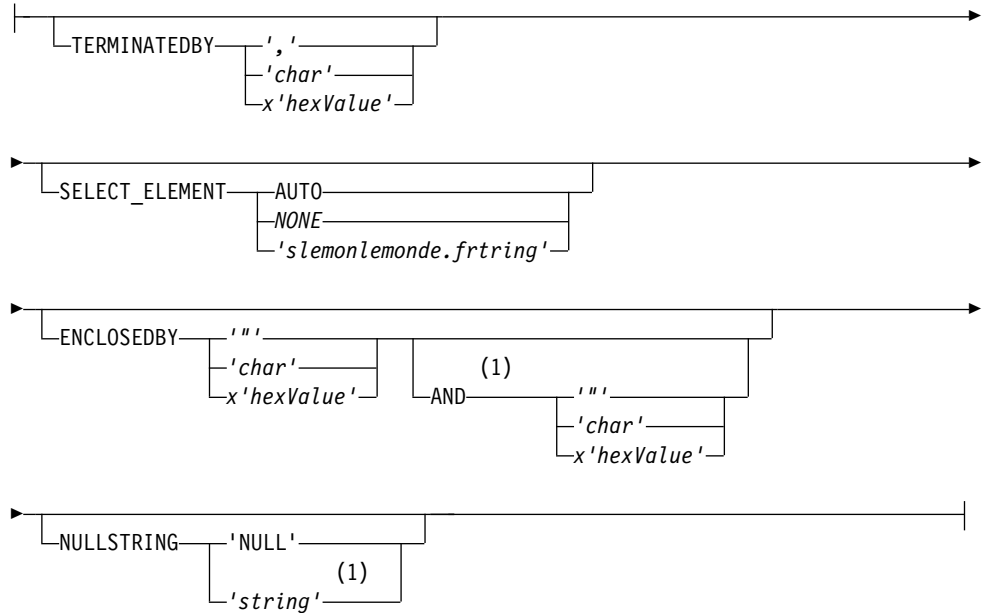 TERMINATEDBY ','
'char'
x'hexValue'
SELECT_ELEMENT AUTO
NONE
'slemonlemonde.frtring'
ENCLOSEDBY '"'
'char'
x'hexValue'
(1)
AND '"'
'char'
x'hexValue'
NULLSTRING 'NULL'
(1)
'string'